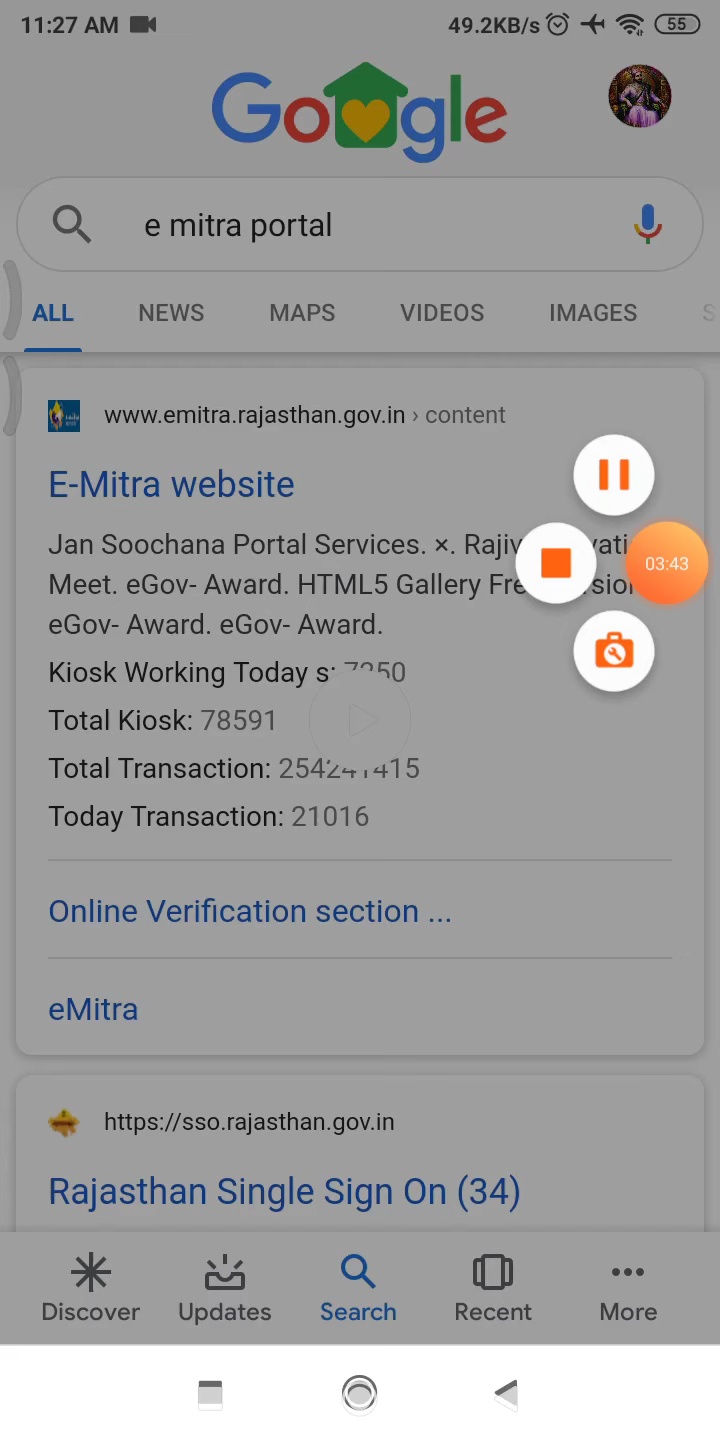 11:27 AM 49.2KB/s 55
Google
e mitra portal
ALL NEWS MAPS VIDEOS IMAGES S
www.emitra.rajasthan.gov.in › content
E-Mitra website
Jan Soochana Portal Services. ×.
Meet. eGov- Award. HTML5 Gallery
03:43
eGov- Award. eGov- Award.
Kiosk Working Today s: 7250
Total Kiosk: 78591
Total Transaction: 254241415
Today Transaction: 21016
Online Verification section ...
eMitra
https://sso.rajasthan.gov.in
Rajasthan Single Sign On (34)
Discover Updates Search Recent More